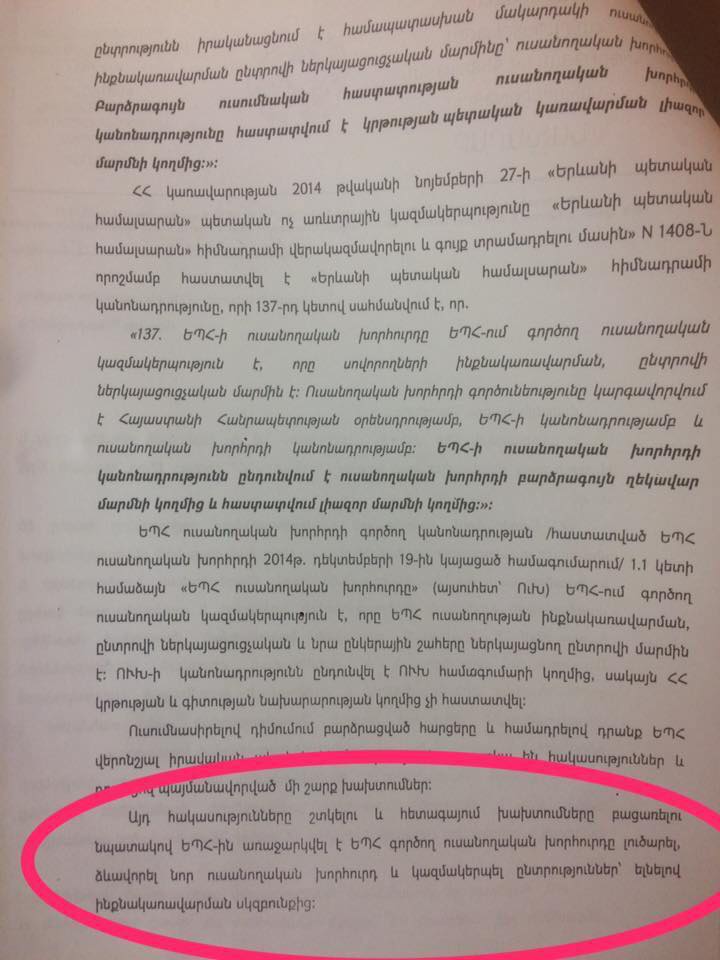 ընտրությունն իրականացնում է համապատասխան մակարդակի
ինքնակառավարման ընտրովի ներկայացուցչական մարմինը՝ ուսանողական
Բարձրագույն ուսումնական հաստատության ուսանողական
կանոնադրությունը հաստատվում է կրթության պետական կառավարման լիազոր
մարմնի կողմից:»:
ՀՀ կառավարության 2014 թվականի նոյեմբերի 27-ի «Երևանի պետական
համալսարան» պետական ոչ առևտրային կազմակերպությունը «Երևանի պետական
համալսարան» հիմնադրամի վերակազմավորելու և գույք տրամադրելու մասին» N 1408-Ն
որոշմամբ հաստատվել է «Երևանի պետական համալսարան» հիմնադրամի
կանոնադրությունը, որի 137-րդ կետով սահմանվում է, որ.
«137. ԵՊՀ-ի ուսանողական խորհուրդը ԵՊՀ-ում գործող ուսանողական
կազմակերպություն է, որը սովորողների ինքնակառավարման, ընտրովի
ներկայացուցչական մարմին է: Ուսանողական խորհրդի գործունեությունը կարգավորվում
է Հայաստանի Հանրապետության օրենսդրությամբ, ԵՊՀ-ի կանոնադրությամբ և
ուսանողական խորհրդի կանոնադրությամբ: ԵՊՀ-ի ուսանողական խորհրդի
կանոնադրությունն ընդունվում է ուսանողական խորհրդի բարձրագույն ղեկավար
մարմնի կողմից և հաստատվում լիազոր մարմնի կողմից:»:
ԵՊՀ ուսանողական խորհրդի գործող կանոնադրության /հաստատված ԵՊՀ
ուսանողական խորհրդի 2014թ. դեկտեմբերի 19-ին կայացած համագումարում/ 1.1 կետի
համաձայն «ԵՊՀ ուսանողական խորհուրդը» (այսուհետ՝ ՈւԽ) ԵՊՀ-ում գործող
ուսանողական կազմակերպություն է, որը ԵՊՀ ուսանողության ինքնակառավարման,
ընտրովի ներկայացուցչական և նրա ընկերային շահերը ներկայացնող ընտրովի մարմին
է: ՈՒԽ-ի կանոնադրությունն ընդունվել է ՈՒԽ համագումարի կողմից, սակայն ՀՀ
կրթության և գիտության նախարարության կողմից չի հաստատվել:
Ուսումնասիրելով դիմումում բարձրացված հարցերը և համադրելով դրանք ԵՊՀ
վերոնշյալ իրավական են հակասություններ և
պայմանավորված մի շարք խախտումներ:
Այդ հակասությունները շտկելու և հետագայում խախտումները բացառելու
նպատակով ԵՊՀ-ին առաջարկվել է ԵՊՀ գործող ուսանողական խորհուրդը լուծարել,
ձևավորել նոր ուսանողական խորհուրդ և կազմակերպել ընտրություններ՝ ելնելով
ինքնակառավարման սկզբունքից: